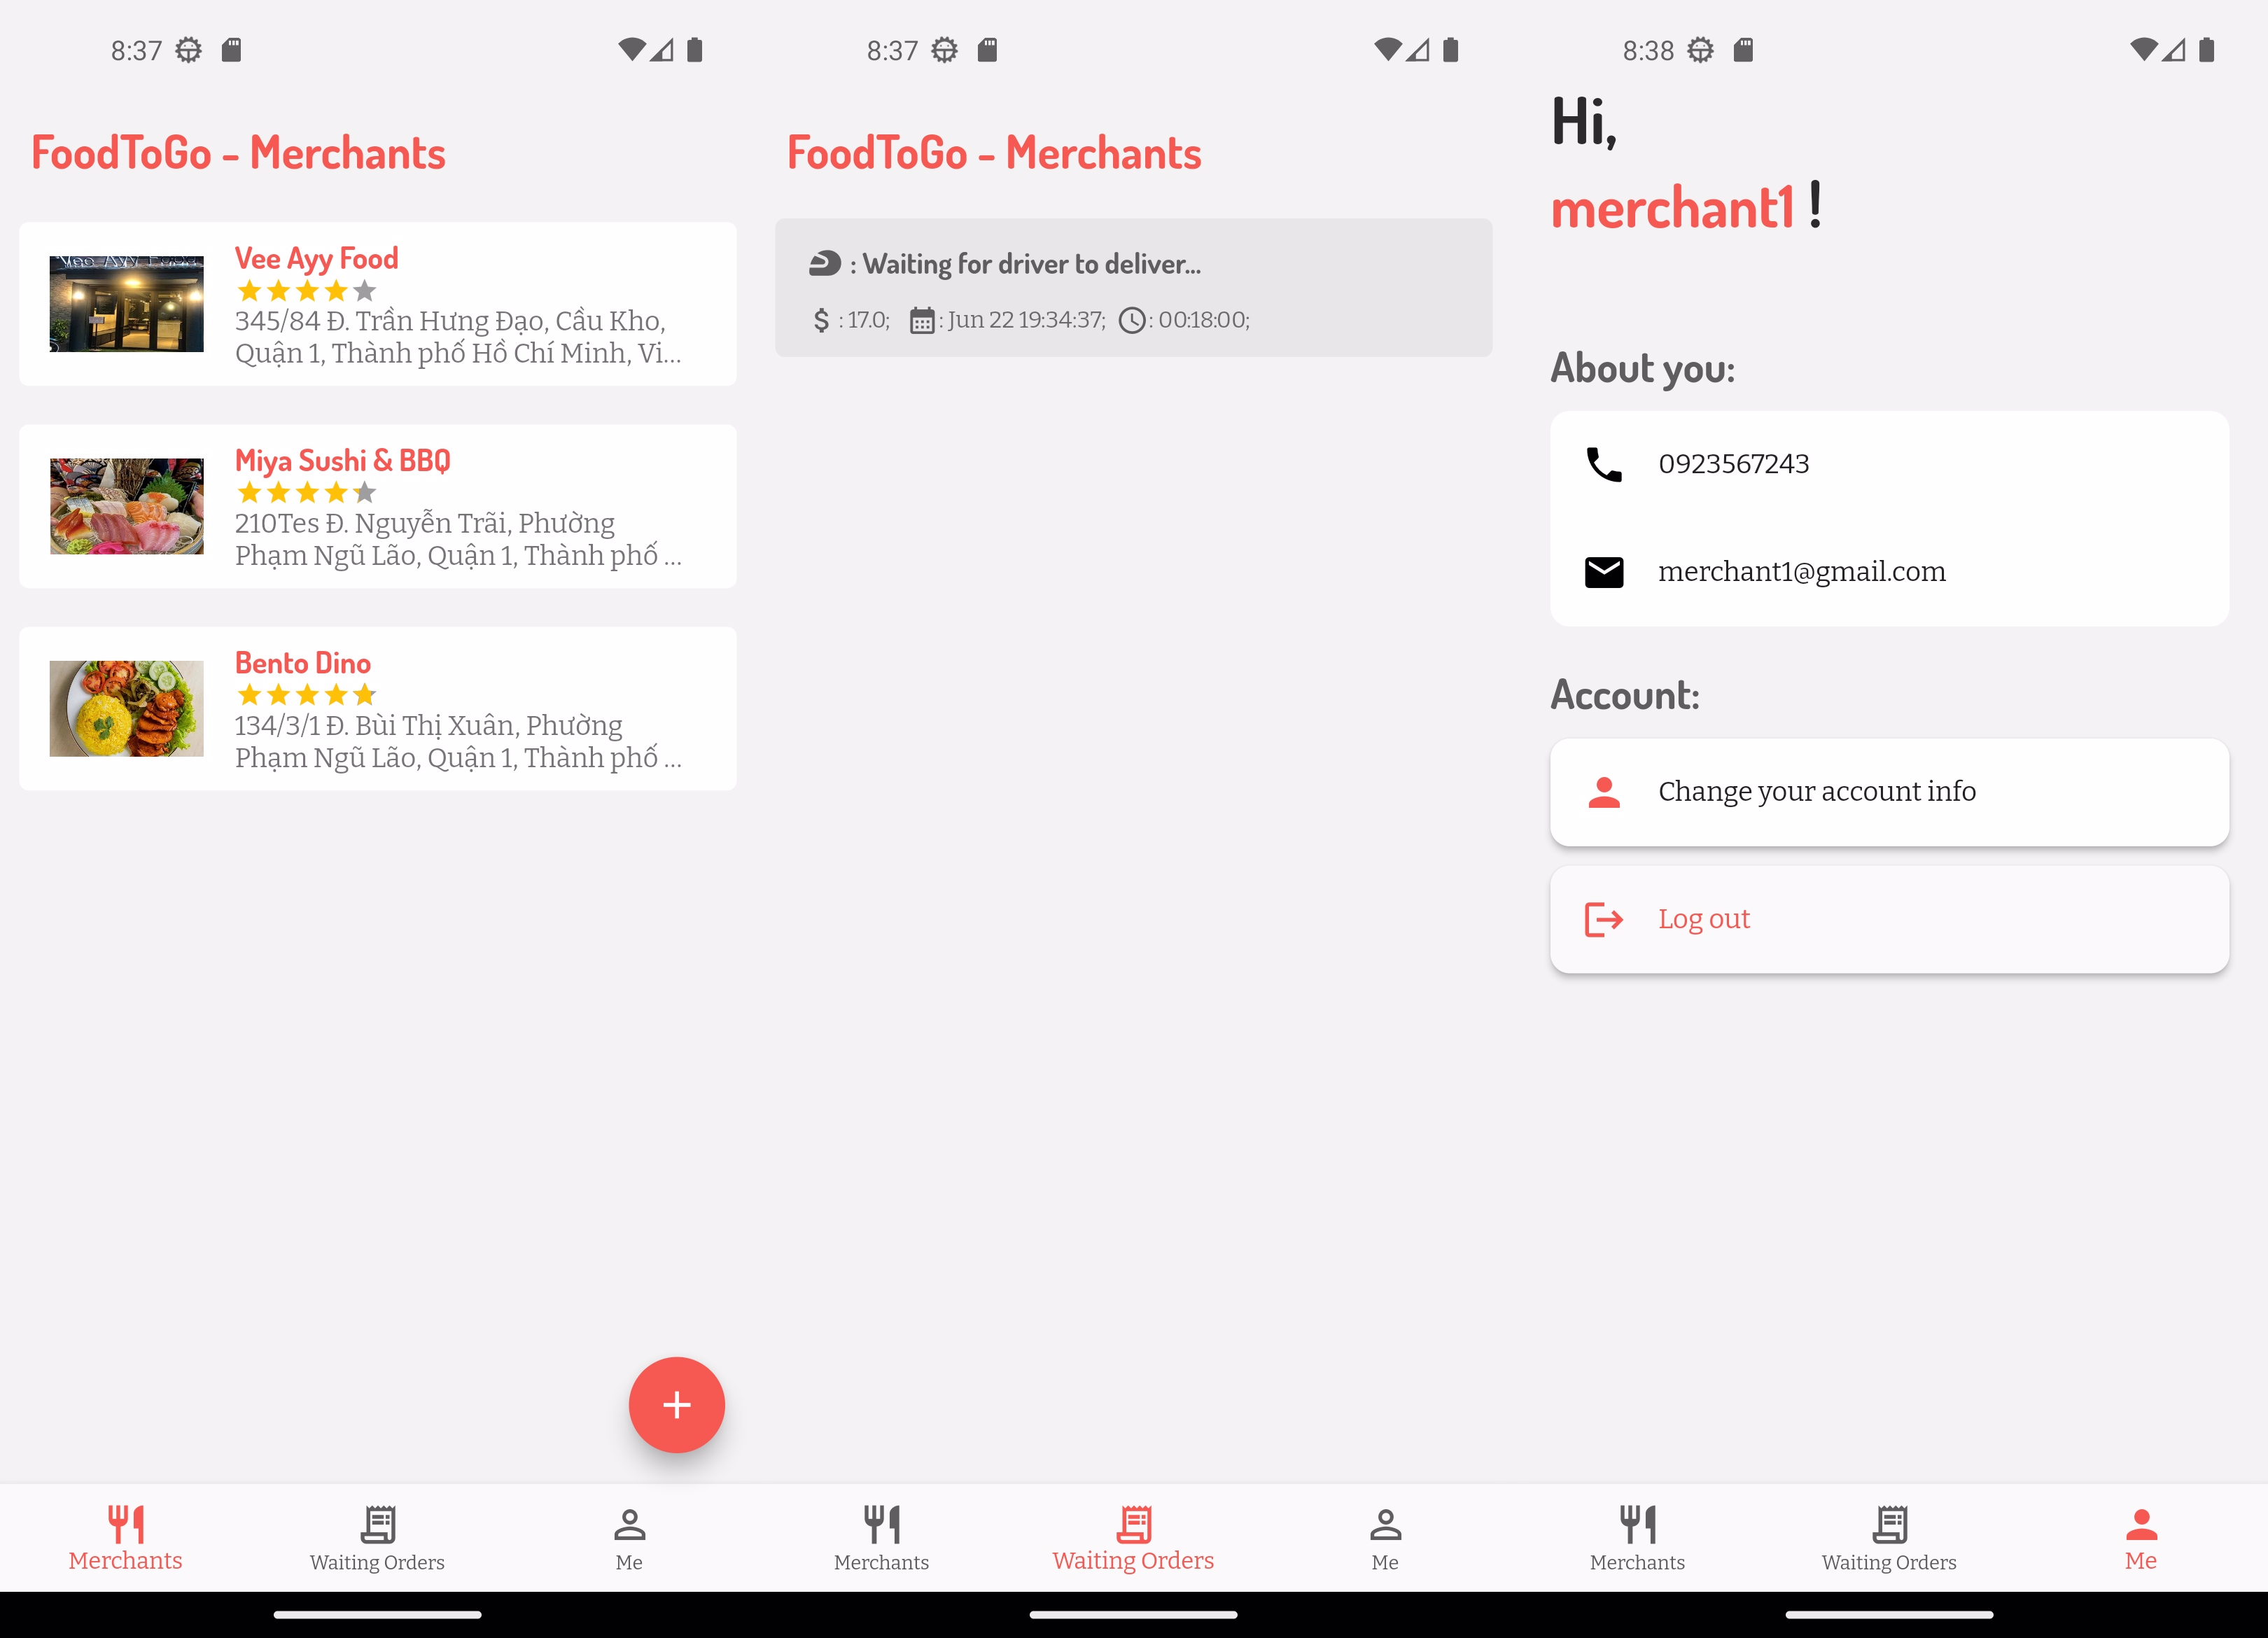 8:37
FoodToGo - Merchants
Vee Ayy Food
Vee Ayy Food
345/84 Đ. Trần Hưng Đạo, Cầu Kho,
Quận 1, Thành phố Hồ Chí Minh, Vi...
Miya Sushi & BBQ
210Tes Đ. Nguyễn Trãi, Phường
Phạm Ngũ Lão, Quận 1, Thành phố ...
Bento Dino
134/3/1 Đ. Bùi Thị Xuân, Phường
Phạm Ngũ Lão, Quận 1, Thành phố ...
Merchants
Waiting Orders
Me
8:37
FoodToGo - Merchants
: Waiting for driver to deliver...
: 17.0; : Jun 22 19:34:37; : 00:18:00;
Merchants
Waiting Orders
Me
8:38
Hi,
merchant1 !
About you:
0923567243
merchant1@gmail.com
Account:
Change your account info
Log out
Merchants
Waiting Orders
Me